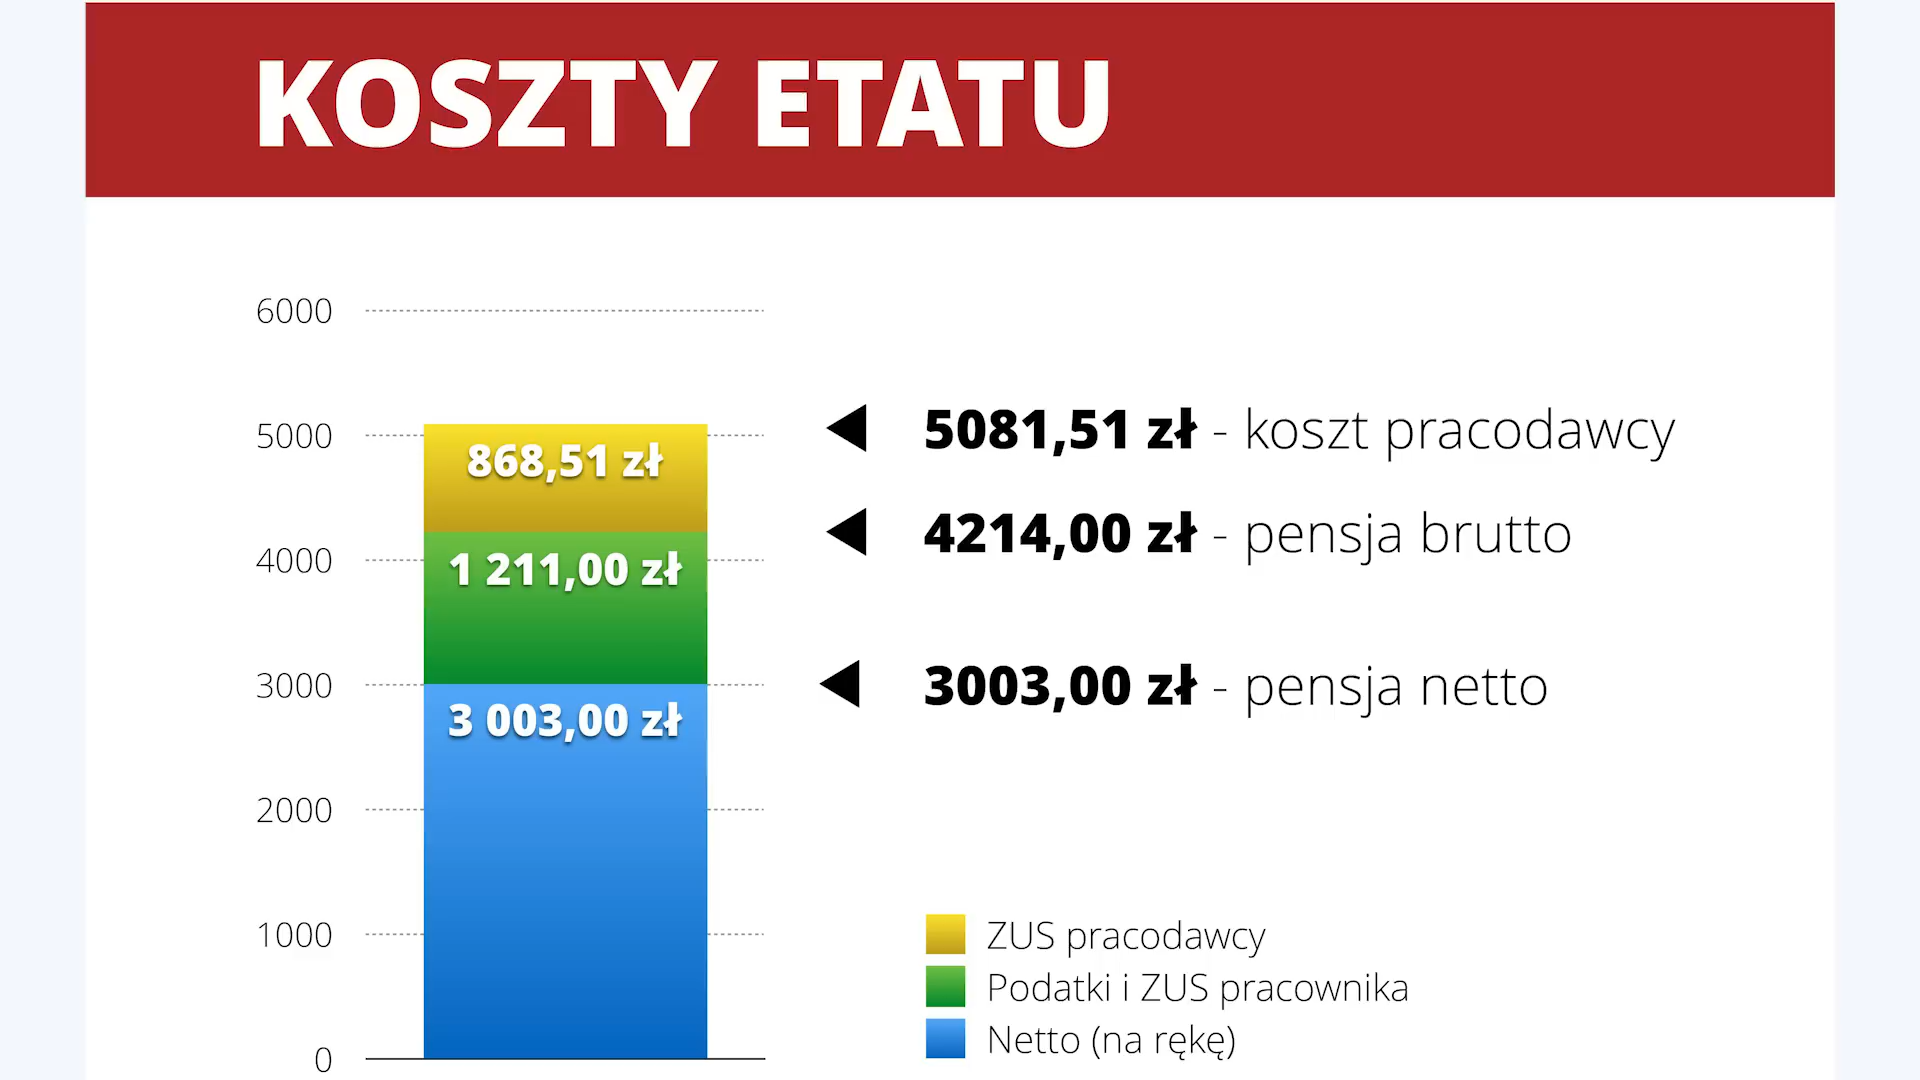 KOSZTY ETATU
6000
5000
4000
3000
2000
1000
0
868,51 zł
1 211,00 zł
3 003,00 zł
5081,51 zł - koszt pracodawcy
4214,00 zł - pensja brutto
3003,00 zł - pensja netto
ZUS pracodawcy
Podatki i ZUS pracownika
Netto (na rękę)